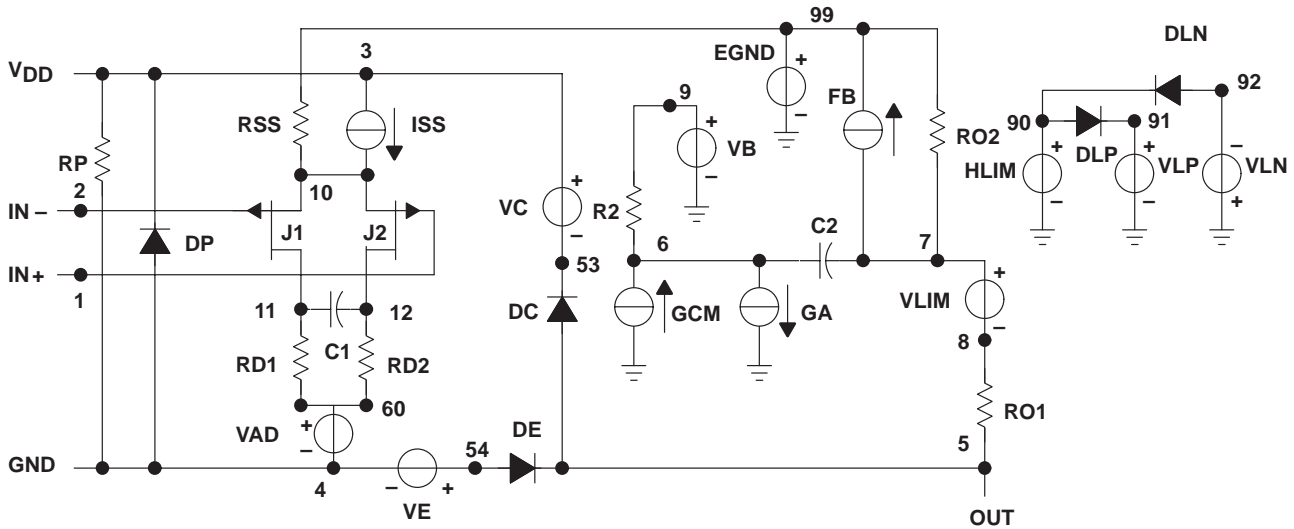 99
DLN
3
EGND
V_DD
92
9
FB
90
91
RSS
ISS
VB
RO2
DLP
HLIM
VLP
VLN
RP
10
2
VC
R2
C2
IN−
J1
J2
DP
6
7
IN+
53
1
VLIM
11
12
DC
GCM
GA
C1
8
RD1
RD2
60
RO1
VAD
DE
54
5
GND
4
VE
OUT
+
−
+
−
+
−
+
−
+
−
+
−
−
+
+
−
+
−
−
+